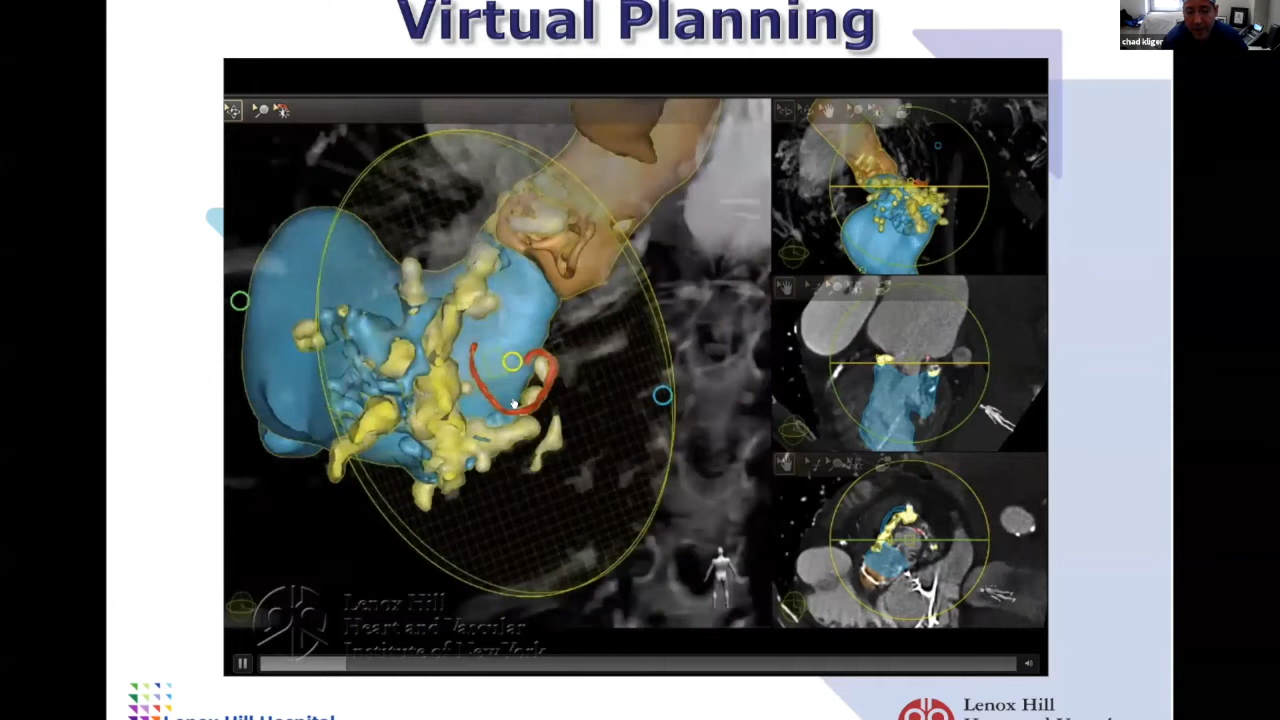 Virtual Planning
chad kliger
Lenox Hill
Heart and Vascular
Institute of New York
Lenox Hill Hospital
Lenox Hill